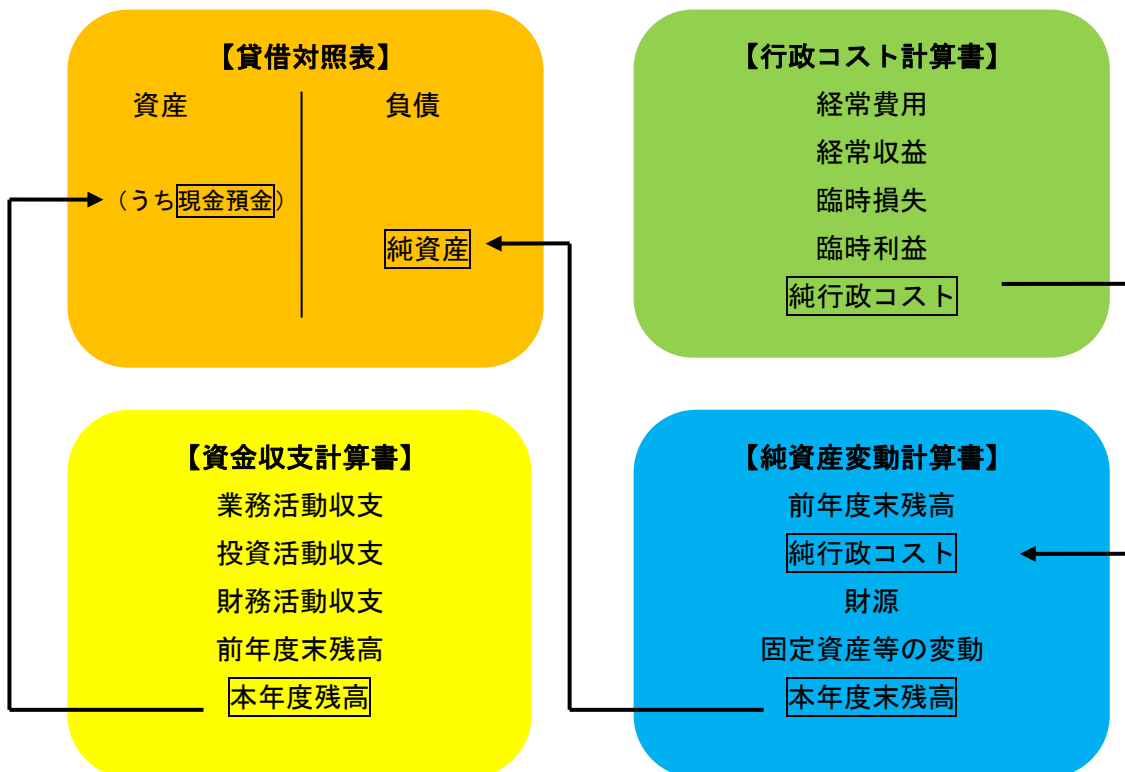 【貸借対照表】
資産
負債
（うち現金預金）
純資産
【行政コスト計算書】
経常費用
経常収益
臨時損失
臨時利益
純行政コスト
【資金収支計算書】
業務活動収支
投資活動収支
財務活動収支
前年度末残高
本年度残高
【純資産変動計算書】
前年度末残高
純行政コスト
財源
固定資産等の変動
本年度末残高